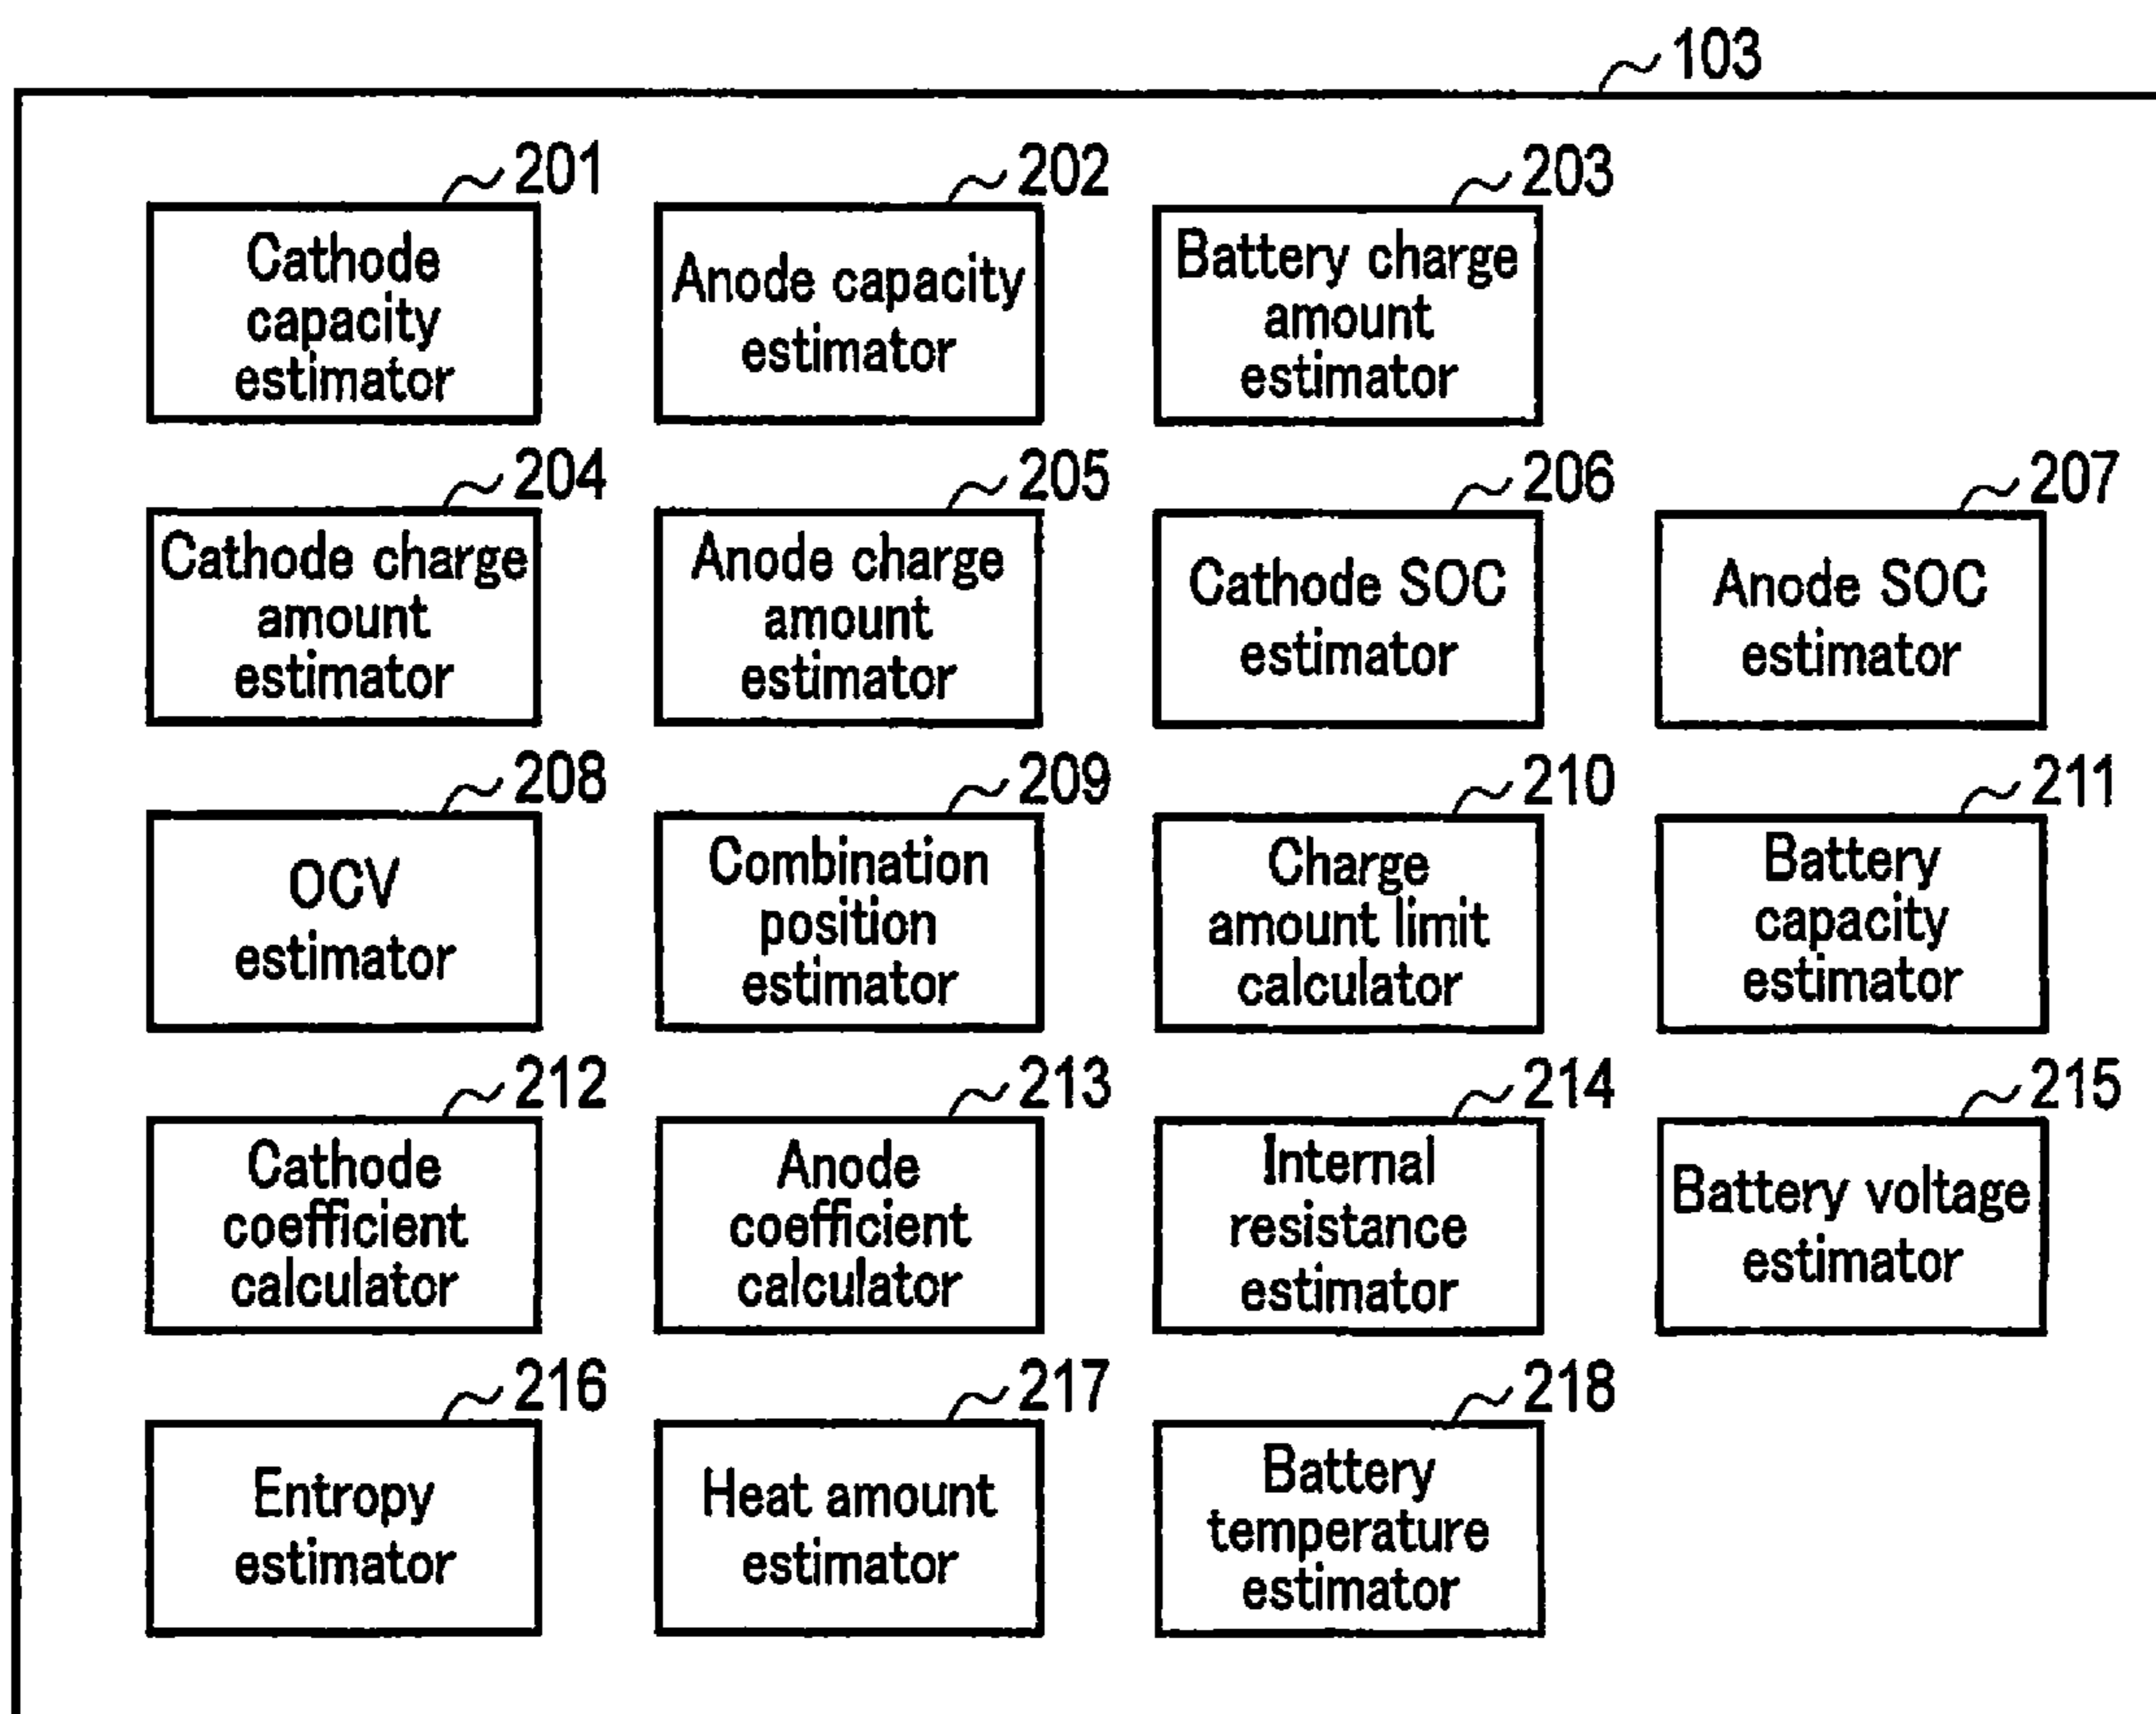 103
201
Cathode
capacity
estimator
202
Anode capacity
estimator
203
Battery charge
amount
estimator
204
Cathode charge
amount
estimator
205
Anode charge
amount
estimator
206
Cathode SOC
estimator
207
Anode SOC
estimator
208
OCV
estimator
209
Combination
position
estimator
210
Charge
amount limit
calculator
211
Battery
capacity
estimator
212
Cathode
coefficient
calculator
213
Anode
coefficient
calculator
214
Internal
resistance
estimator
215
Battery voltage
estimator
216
Entropy
estimator
217
Heat amount
estimator
218
Battery
temperature
estimator